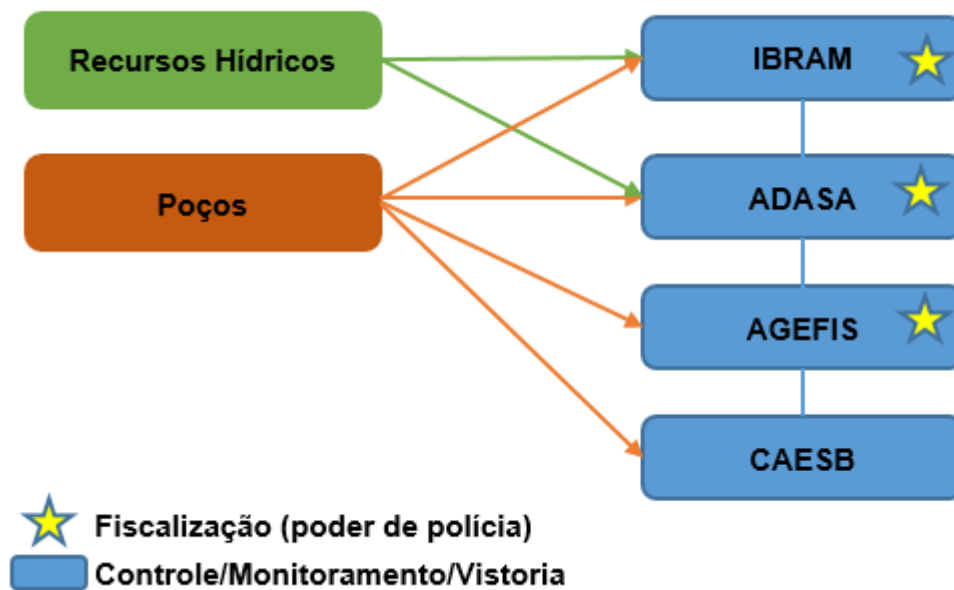 Recursos Hídricos
Poços
IBRAM
ADASA
AGEFIS
CAESB
Fiscalização (poder de polícia)
Controle/Monitoramento/Vistoria